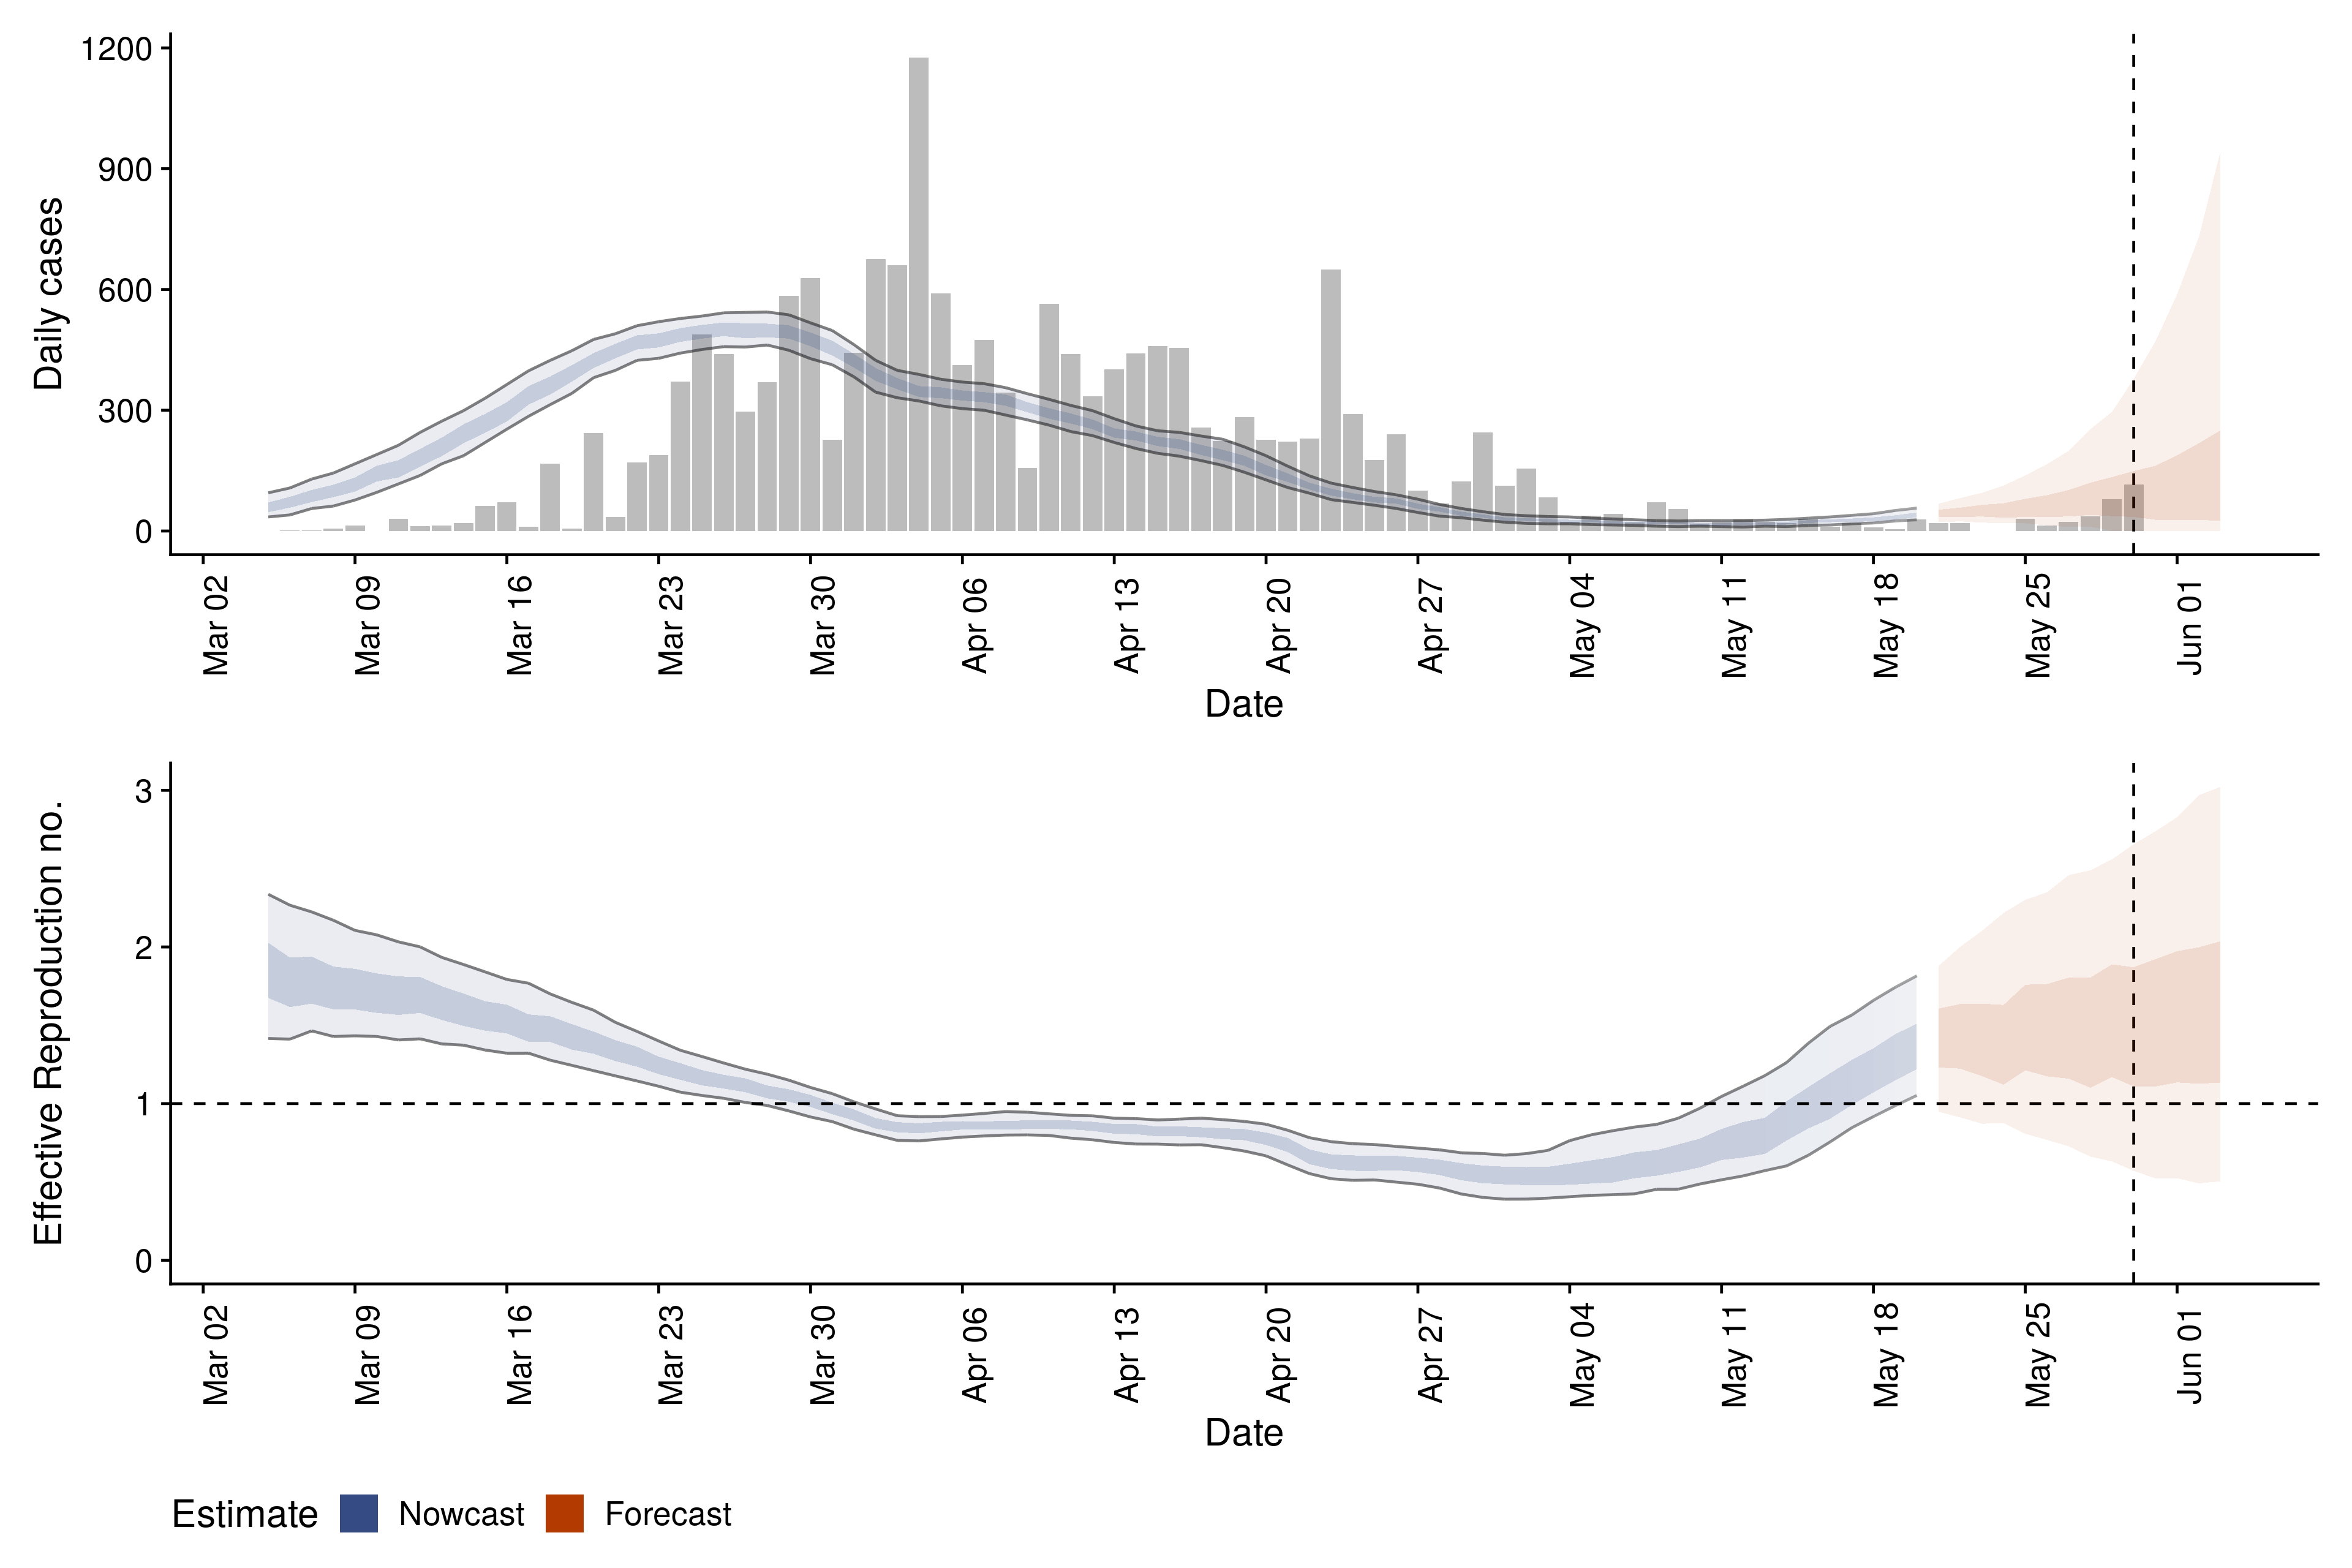 Daily cases
1200
900
600
300
0
Mar 02 Mar 09 Mar 16 Mar 23 Mar 30 Apr 06 Apr 13 Apr 20 Apr 27 May 04 May 11 May 18 May 25 Jun 01
Date
Effective Reproduction no.
3
2
1
0
Mar 02 Mar 09 Mar 16 Mar 23 Mar 30 Apr 06 Apr 13 Apr 20 Apr 27 May 04 May 11 May 18 May 25 Jun 01
Date
Estimate Nowcast Forecast